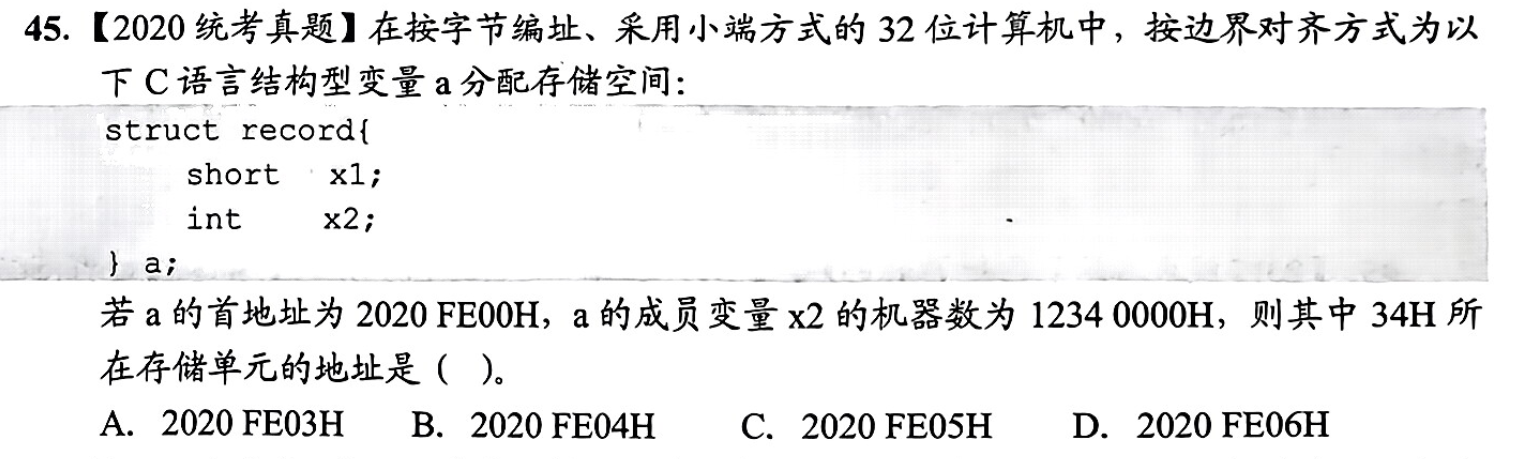 45.【2020 统考真题】在按字节编址、采用小端方式的 32 位计算机中，按边界对齐方式为以
下 C 语言结构型变量 a 分配存储空间：
struct record{
    short  x1;
    int    x2;
} a;
若 a 的首地址为 2020 FE00H，a 的成员变量 x2 的机器数为 1234 0000H，则其中 34H 所
在存储单元的地址是（ ）。
A. 2020 FE03H  B. 2020 FE04H  C. 2020 FE05H  D. 2020 FE06H